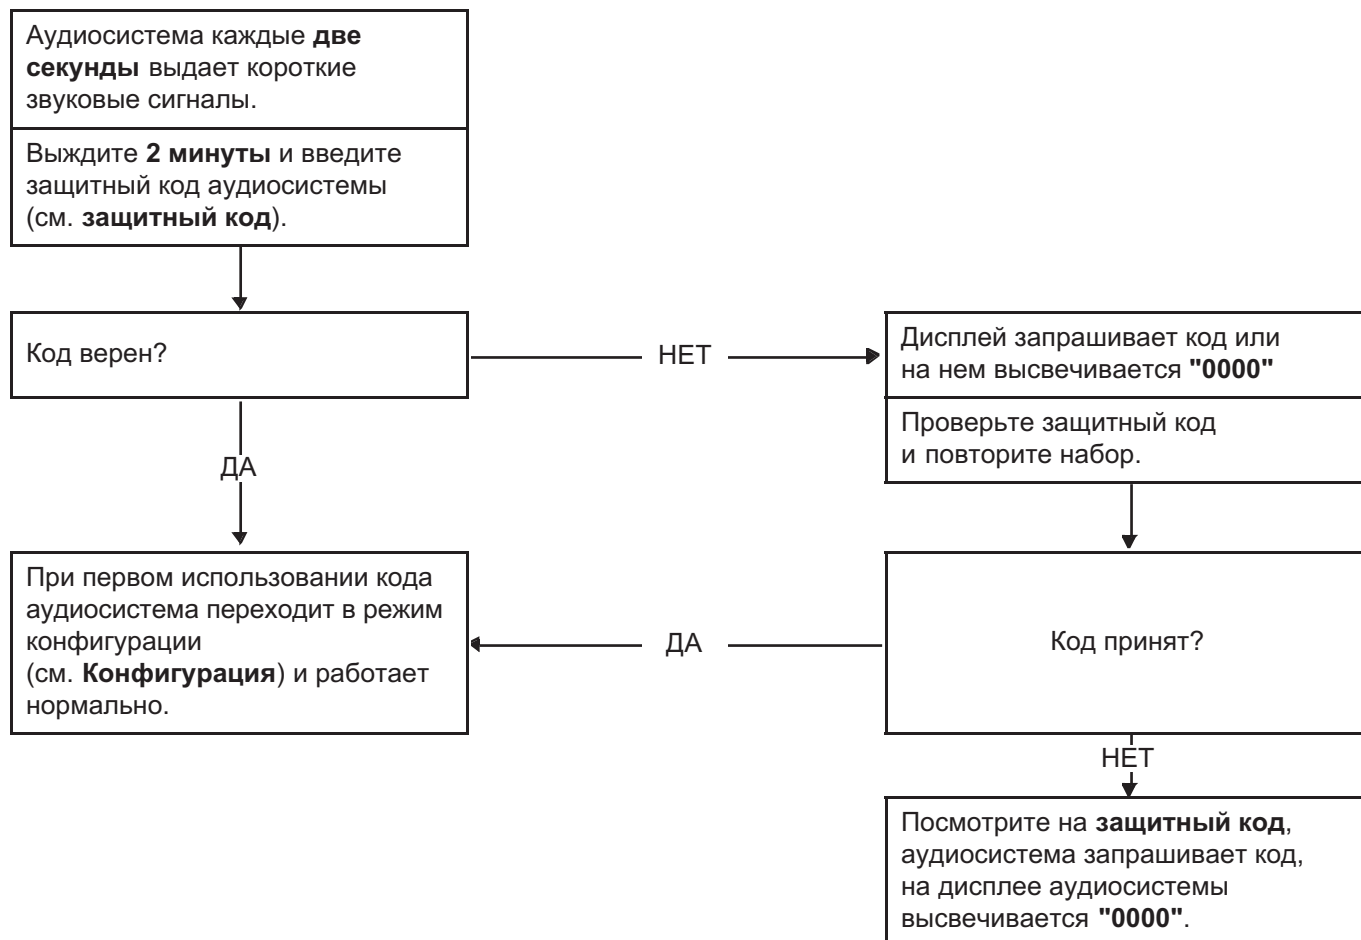 Аудиосистема каждые две
секунды выдает короткие
звуковые сигналы.
Выждите 2 минуты и введите
защитный код аудиосистемы
(см. защитный код).
Код верен?
НЕТ
Дисплей запрашивает код или
на нем высвечивается "0000"
Проверьте защитный код
и повторите набор.
ДА
При первом использовании кода
аудиосистема переходит в режим
конфигурации
(см. Конфигурация) и работает
нормально.
ДА
Код принят?
НЕТ
Посмотрите на защитный код,
аудиосистема запрашивает код,
на дисплее аудиосистемы
высвечивается "0000".